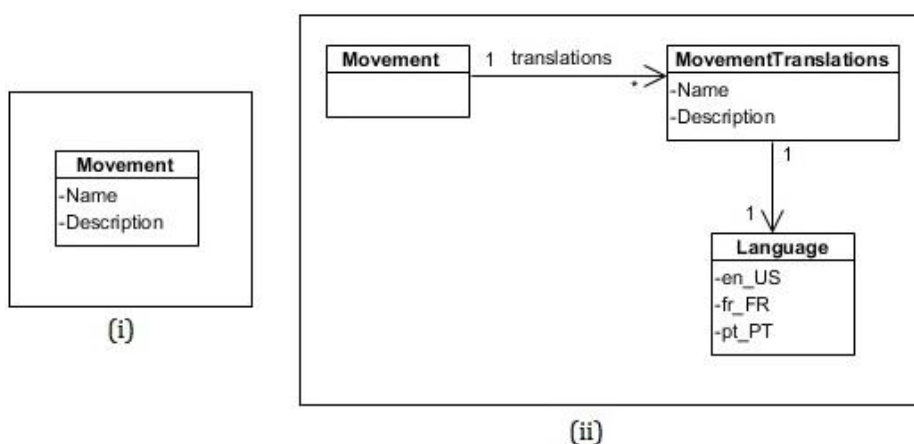 Movement
-Name
-Description
(i)
Movement
1 translations
*
MovementTranslations
-Name
-Description
1
1
Language
-en_US
-fr_FR
-pt_PT
(ii)